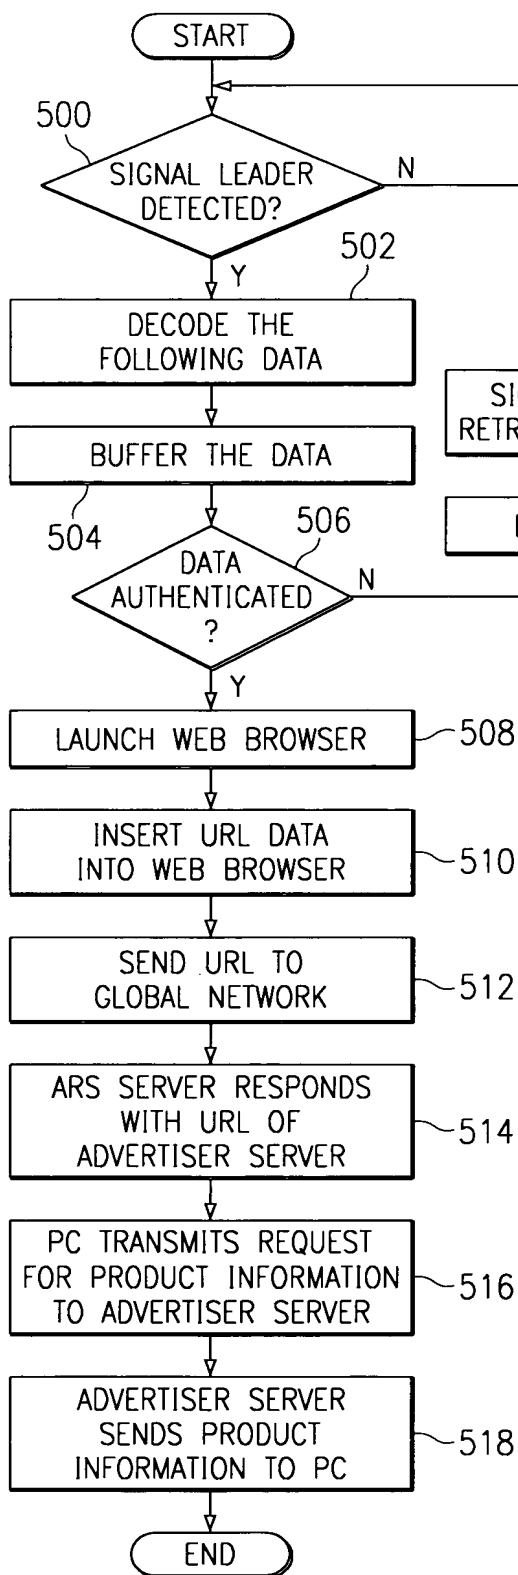 START
500
SIGNAL LEADER
DETECTED?
N
Y
502
DECODE THE
FOLLOWING DATA
BUFFER THE DATA
504
506
DATA
AUTHENTICATED
?
N
Y
LAUNCH WEB BROWSER
508
INSERT URL DATA
INTO WEB BROWSER
510
SEND URL TO
GLOBAL NETWORK
512
ARS SERVER RESPONDS
WITH URL OF
ADVERTISER SERVER
514
PC TRANSMITS REQUEST
FOR PRODUCT INFORMATION
TO ADVERTISER SERVER
516
ADVERTISER SERVER
SENDS PRODUCT
INFORMATION TO PC
518
END